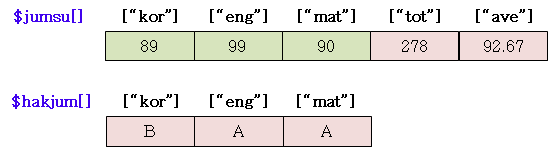 $jumsu[] ["kor"] ["eng"] ["mat"] ["tot"] ["ave"]
89 99 90 278 92.67
$hakjum[] ["kor"] ["eng"] ["mat"]
B A A